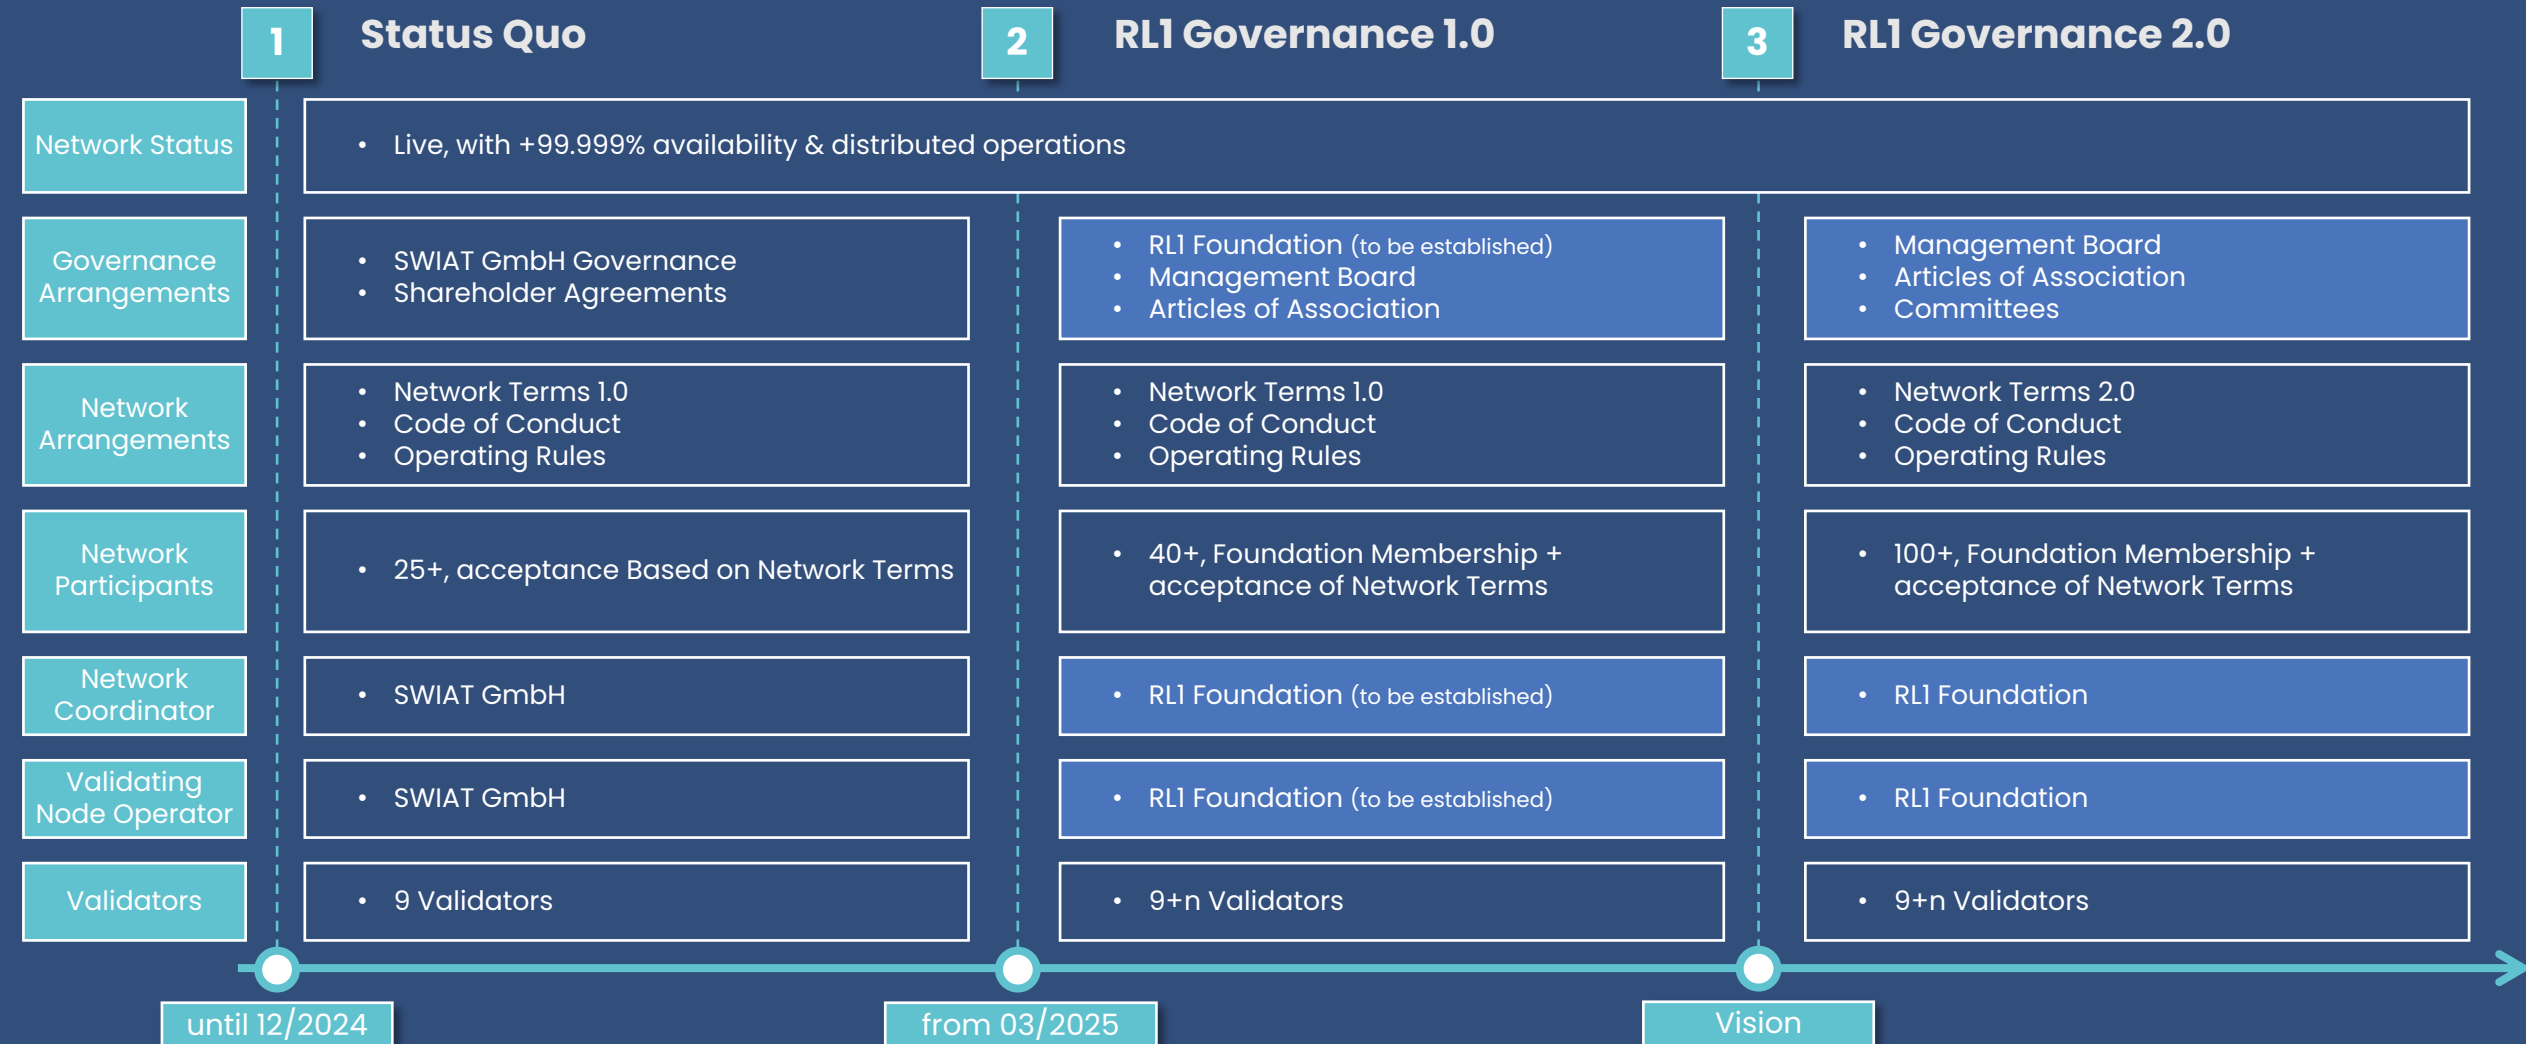 1 Status Quo 2 RL1 Governance 1.0 3 RL1 Governance 2.0
Network Status
• Live, with +99.999% availability & distributed operations
Governance
Arrangements
• SWIAT GmbH Governance
• Shareholder Agreements
• RL1 Foundation (to be established)
• Management Board
• Articles of Association
• Management Board
• Articles of Association
• Committees
Network
Arrangements
• Network Terms 1.0
• Code of Conduct
• Operating Rules
• Network Terms 1.0
• Code of Conduct
• Operating Rules
• Network Terms 2.0
• Code of Conduct
• Operating Rules
Network
Participants
• 25+, acceptance Based on Network Terms
• 40+, Foundation Membership +
acceptance of Network Terms
• 100+, Foundation Membership +
acceptance of Network Terms
Network
Coordinator
• SWIAT GmbH
• RL1 Foundation (to be established)
• RL1 Foundation
Validating
Node Operator
• SWIAT GmbH
• RL1 Foundation (to be established)
• RL1 Foundation
Validators
• 9 Validators
• 9+n Validators
• 9+n Validators
until 12/2024
from 03/2025
Vision